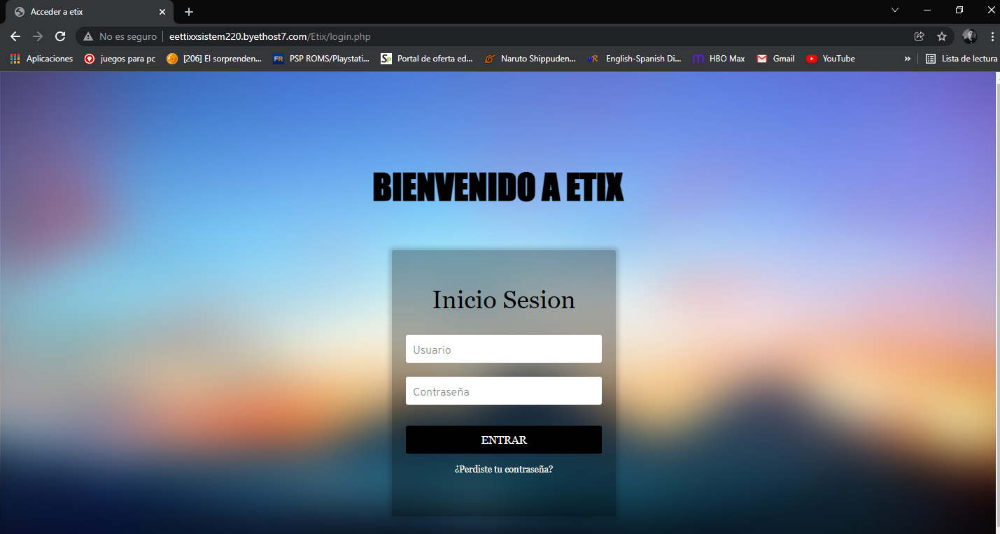 Acceder a etix
No es seguro eettixxsistem220.byethost7.com/Etix/login.php
Aplicaciones juegos para pc [206] El sorprenden... PSP ROMS/Playstati... Portal de oferta ed... Naruto Shippuden... English-Spanish Di... HBO Max Gmail YouTube » Lista de lectura
BIENVENIDO A ETIX
Inicio Sesion
Usuario
Contraseña
ENTRAR
¿Perdiste tu contraseña?